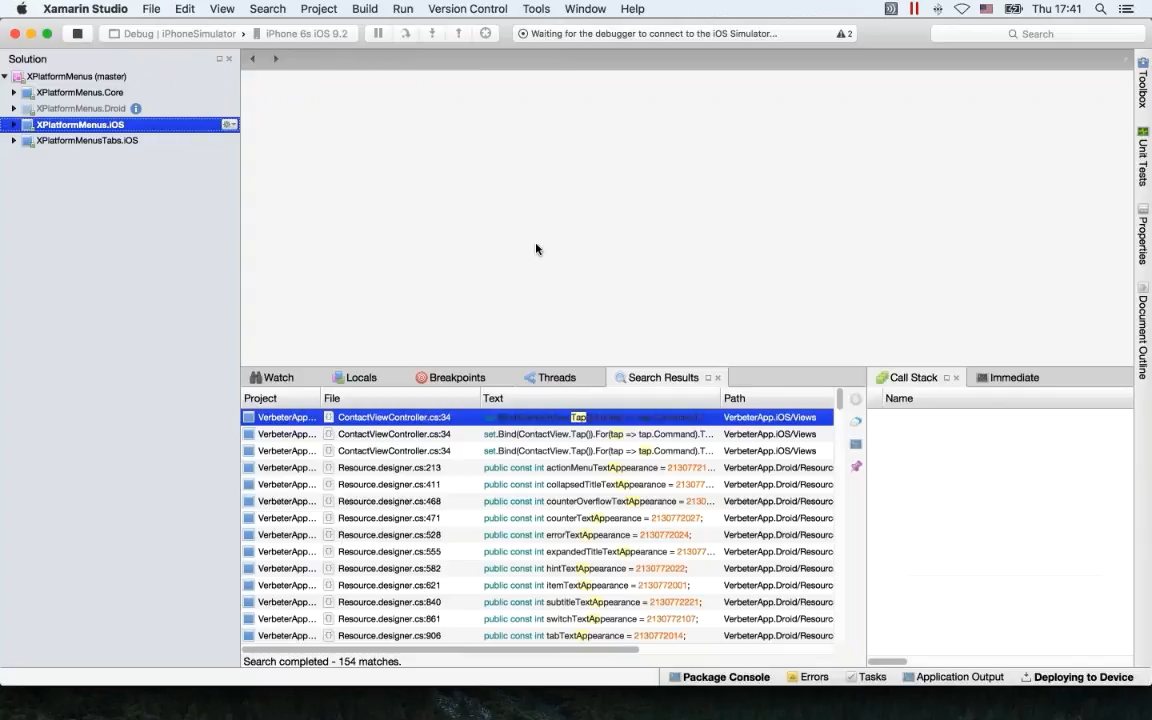 Xamarin Studio File Edit View Search Project Build Run Version Control Tools Window Help Thu 17:41
Debug | iPhoneSimulator › iPhone 6s iOS 9.2 Waiting for the debugger to connect to the iOS Simulator... 2 Search
Solution
XPlatformMenus (master)
XPlatformMenus.Core
XPlatformMenus.Droid
XPlatformMenus.iOS
XPlatformMenusTabs.iOS
Toolbox
Unit Tests
Properties
Document Outline
Watch Locals Breakpoints Threads Search Results Call Stack Immediate
Project File Text Path Name
VerbeterApp... ContactViewController.cs:34 Tap VerbeterApp.iOS/Views
VerbeterApp... ContactViewController.cs:34 set.Bind(ContactView.Tap()).For(tap => tap.Command).T... VerbeterApp.iOS/Views
VerbeterApp... ContactViewController.cs:34 set.Bind(ContactView.Tap()).For(tap => tap.Command).T... VerbeterApp.iOS/Views
VerbeterApp... Resource.designer.cs:213 public const int actionMenuTextAppearance = 21307721... VerbeterApp.Droid/Resourc
VerbeterApp... Resource.designer.cs:411 public const int collapsedTitleTextAppearance = 213077... VerbeterApp.Droid/Resourc
VerbeterApp... Resource.designer.cs:468 public const int counterOverflowTextAppearance = 2130... VerbeterApp.Droid/Resourc
VerbeterApp... Resource.designer.cs:471 public const int counterTextAppearance = 2130772027; VerbeterApp.Droid/Resourc
VerbeterApp... Resource.designer.cs:528 public const int errorTextAppearance = 2130772024; VerbeterApp.Droid/Resourc
VerbeterApp... Resource.designer.cs:555 public const int expandedTitleTextAppearance = 213077... VerbeterApp.Droid/Resourc
VerbeterApp... Resource.designer.cs:582 public const int hintTextAppearance = 2130772022; VerbeterApp.Droid/Resourc
VerbeterApp... Resource.designer.cs:621 public const int itemTextAppearance = 2130772001; VerbeterApp.Droid/Resourc
VerbeterApp... Resource.designer.cs:840 public const int subtitleTextAppearance = 2130772221; VerbeterApp.Droid/Resourc
VerbeterApp... Resource.designer.cs:861 public const int switchTextAppearance = 2130772107; VerbeterApp.Droid/Resourc
VerbeterApp... Resource.designer.cs:906 public const int tabTextAppearance = 2130772014; VerbeterApp.Droid/Resourc
Search completed - 154 matches.
Package Console Errors Tasks Application Output Deploying to Device